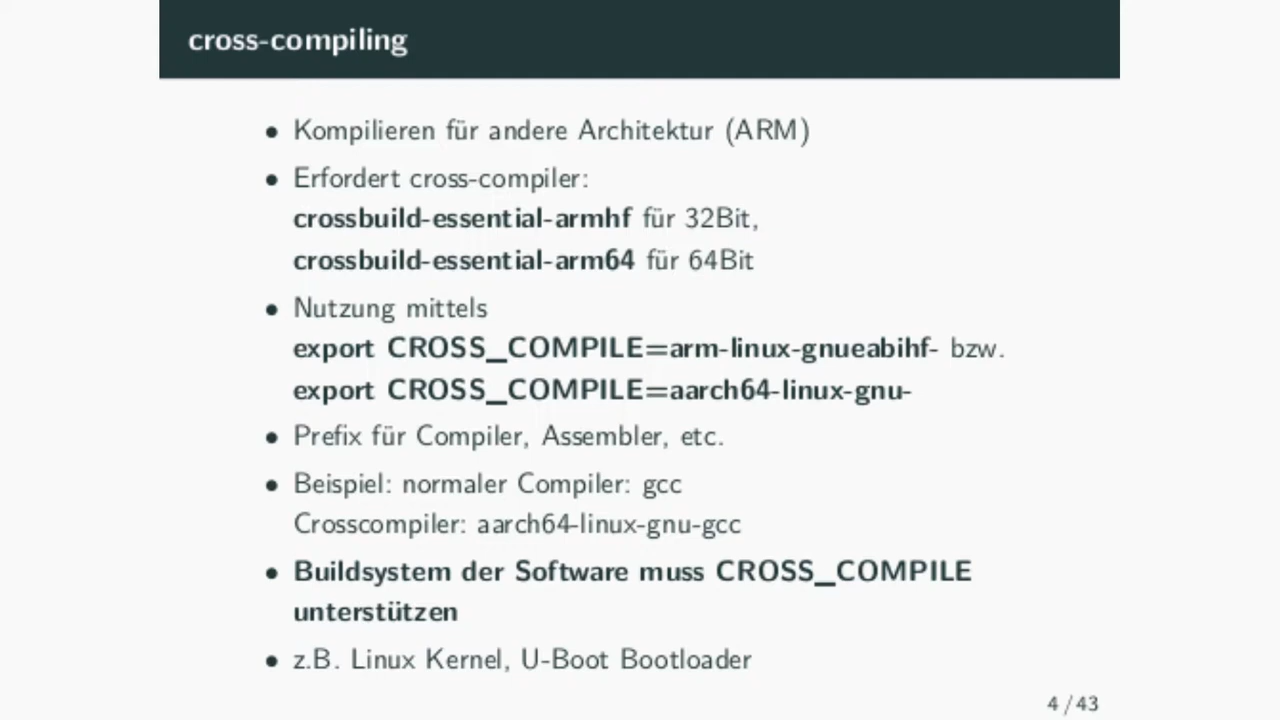 cross-compiling
• Kompilieren für andere Architektur (ARM)
• Erfordert cross-compiler:
crossbuild-essential-armhf für 32Bit,
crossbuild-essential-arm64 für 64Bit
• Nutzung mittels
export CROSS_COMPILE=arm-linux-gnueabihf- bzw.
export CROSS_COMPILE=aarch64-linux-gnu-
• Prefix für Compiler, Assembler, etc.
• Beispiel: normaler Compiler: gcc
Crosscompiler: aarch64-linux-gnu-gcc
• Buildsystem der Software muss CROSS_COMPILE
unterstützen
• z.B. Linux Kernel, U-Boot Bootloader
4 / 43